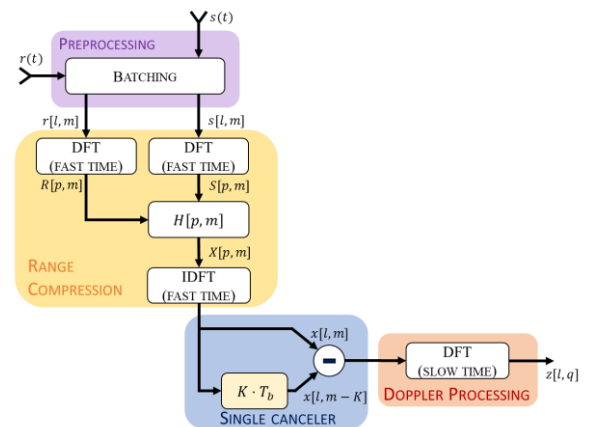 s(t)
PREPROCESSING
r(t)
BATCHING
r[l, m]
s[l, m]
DFT
(FAST TIME)
DFT
(FAST TIME)
R[p, m]
S[p, m]
H[p, m]
X[p, m]
RANGE
COMPRESSION
IDFT
(FAST TIME)
x[l, m]
DFT
(SLOW TIME)
z[l, q]
K · T_b
x[l, m − K]
DOPPLER PROCESSING
SINGLE CANCELER